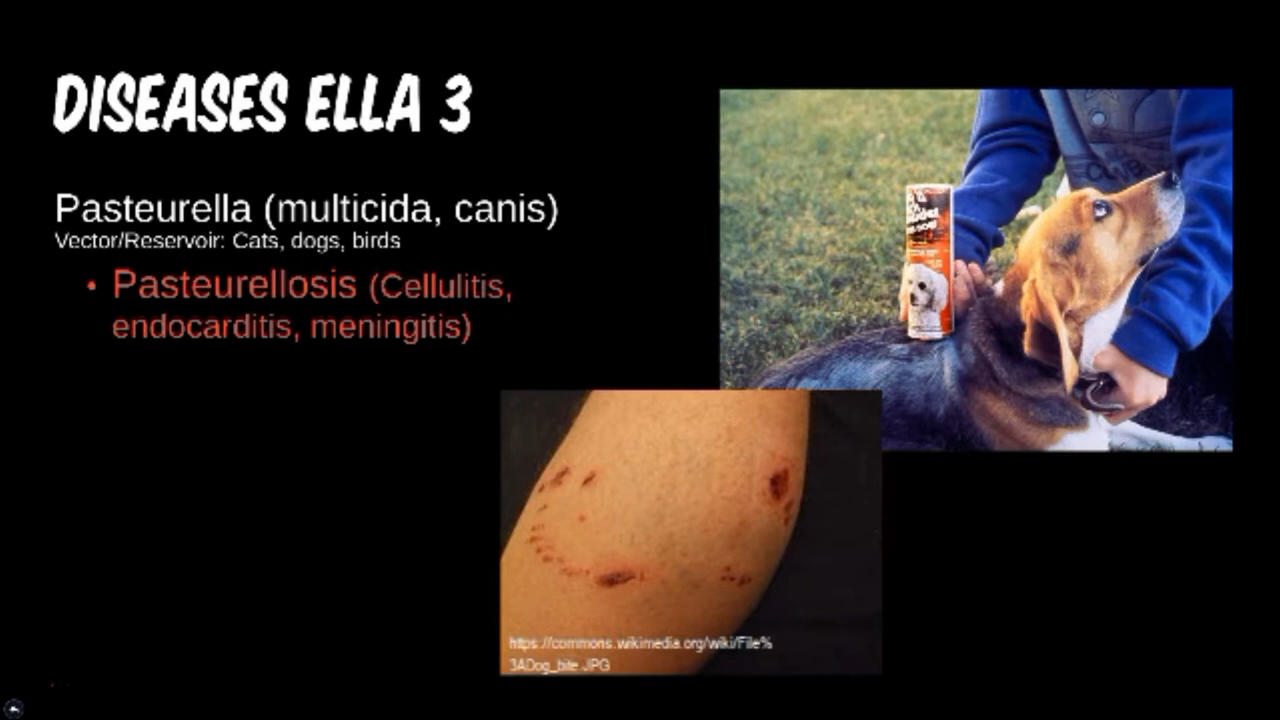 DISEASES ELLA 3
Pasteurella (multicida, canis)
Vector/Reservoir: Cats, dogs, birds
• Pasteurellosis (Cellulitis,
endocarditis, meningitis)
https://commons.wikimedia.org/wiki/File%
3ADog_bite.JPG